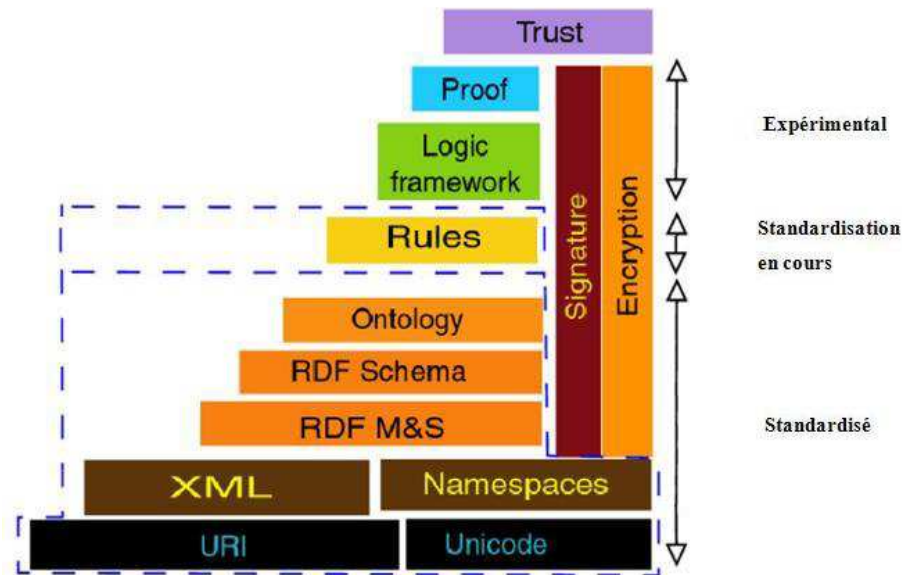 Trust
Proof
Expérimental
Logic
framework
Rules
Standardisation
en cours
Signature
Encryption
Ontology
RDF Schema
RDF M&S
Standardisé
XML
Namespaces
URI
Unicode